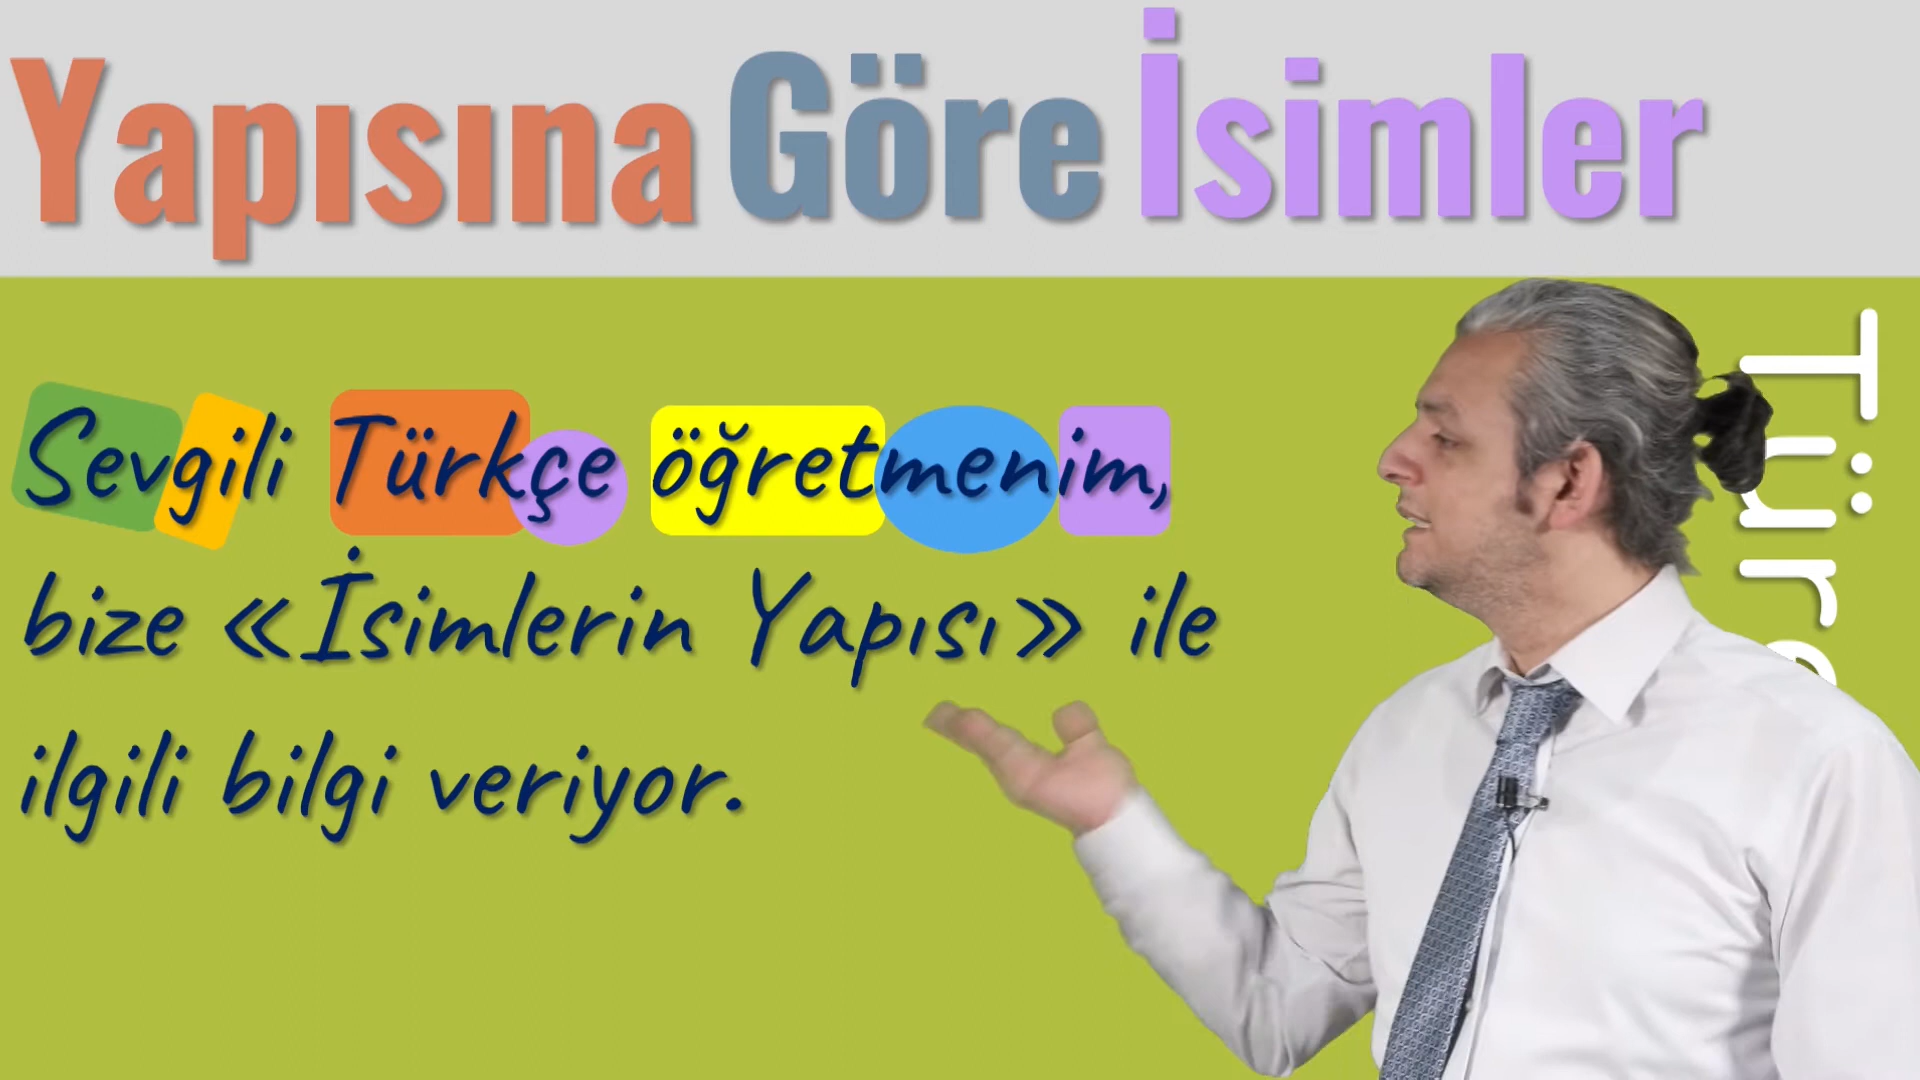 Yapısına Göre İsimler
Sevgili Türkçe öğretmenim,
bize «İsimlerin Yapısı» ile
ilgili bilgi veriyor.